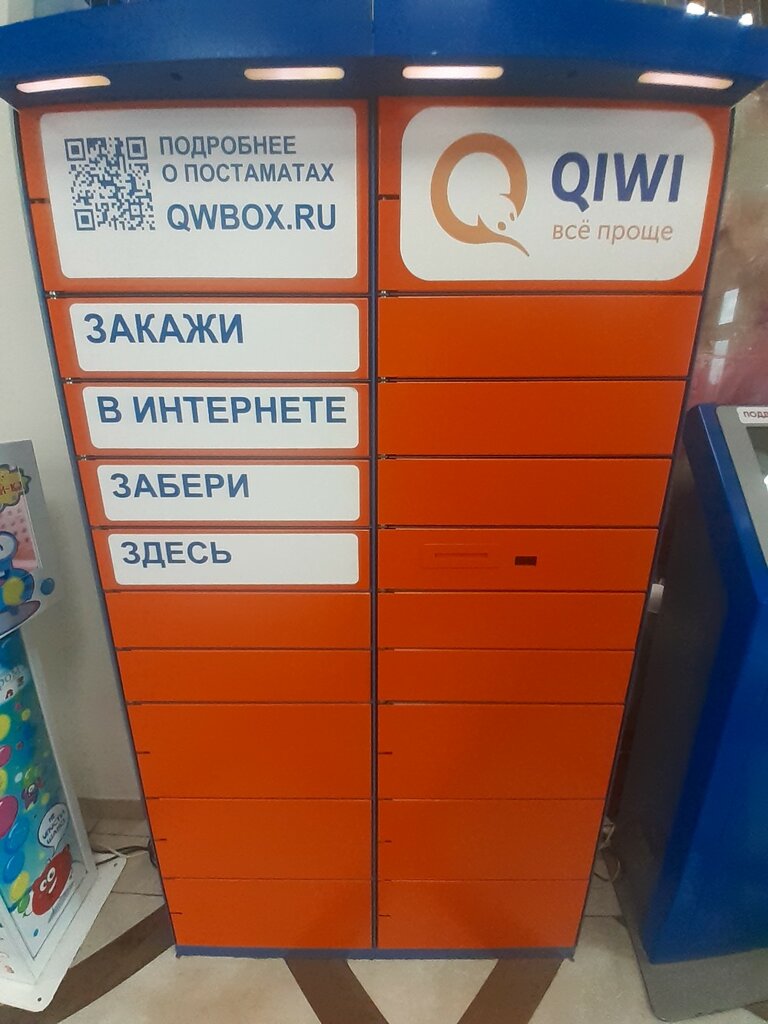 ПОДРОБНЕЕ
О ПОСТАМАТАХ
QWBOX.RU
QIWI
всё проще
ЗАКАЖИ
В ИНТЕРНЕТЕ
ЗАБЕРИ
ЗДЕСЬ